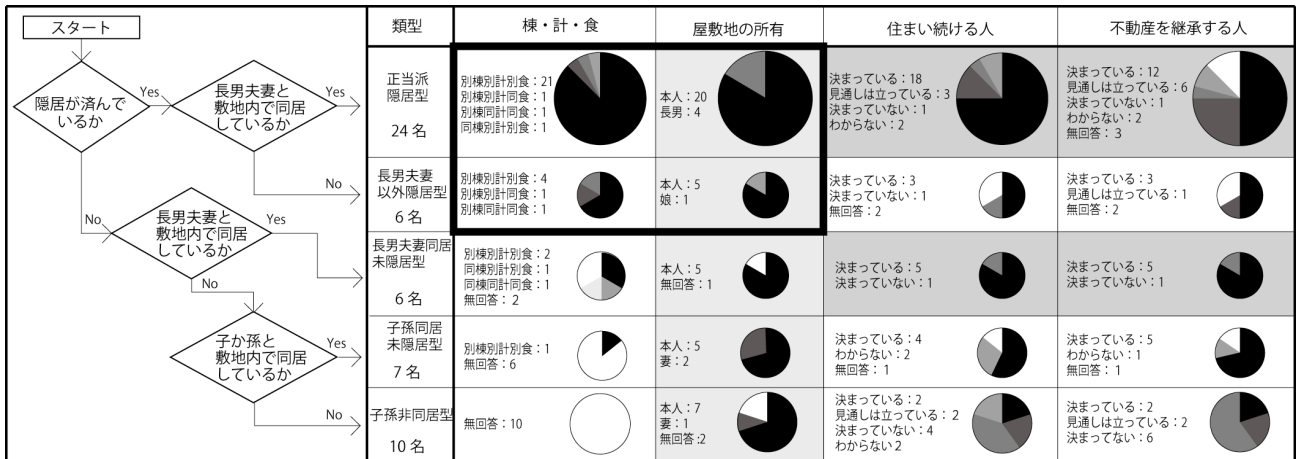 スタート
隠居が済んで
いるか
Yes
長男夫妻と
敷地内で同居
しているか
Yes
No
No
長男夫妻と
敷地内で同居
しているか
Yes
No
子か孫と
敷地内で同居
しているか
Yes
No
類型
棟・計・食
屋敷地の所有
住まい続ける人
不動産を継承する人
正当派
隠居型
24 名
別棟別計別食：21
別棟別計同食：1
別棟同計同食：1
同棟別計別食：1
本人：20
長男：4
決まっている：18
見通しは立っている：3
決まっていない：1
わからない：2
決まっている：12
見通しは立っている：6
決まっていない：1
わからない：2
無回答：3
長男夫妻
以外隠居型
6 名
別棟別計別食：4
別棟別計同食：1
別棟同計同食：1
本人：5
娘：1
決まっている：3
決まっていない：1
無回答：2
決まっている：3
見通しは立っている：1
無回答：2
長男夫妻同居
未隠居型
6 名
別棟別計別食：2
同棟別計別食：1
同棟同計同食：1
無回答：2
本人：5
無回答：1
決まっている：5
決まっていない：1
決まっている：5
決まっていない：1
子孫同居
未隠居型
7 名
別棟別計別食：1
無回答：6
本人：5
妻：2
決まっている：4
わからない：2
無回答：1
決まっている：5
わからない：1
無回答：1
子孫非同居型
10 名
無回答：10
本人：7
妻：1
無回答:2
決まっている：2
見通しは立っている：2
決まっていない：4
わからない2
決まっている：2
見通しは立っている：2
決まってない：6